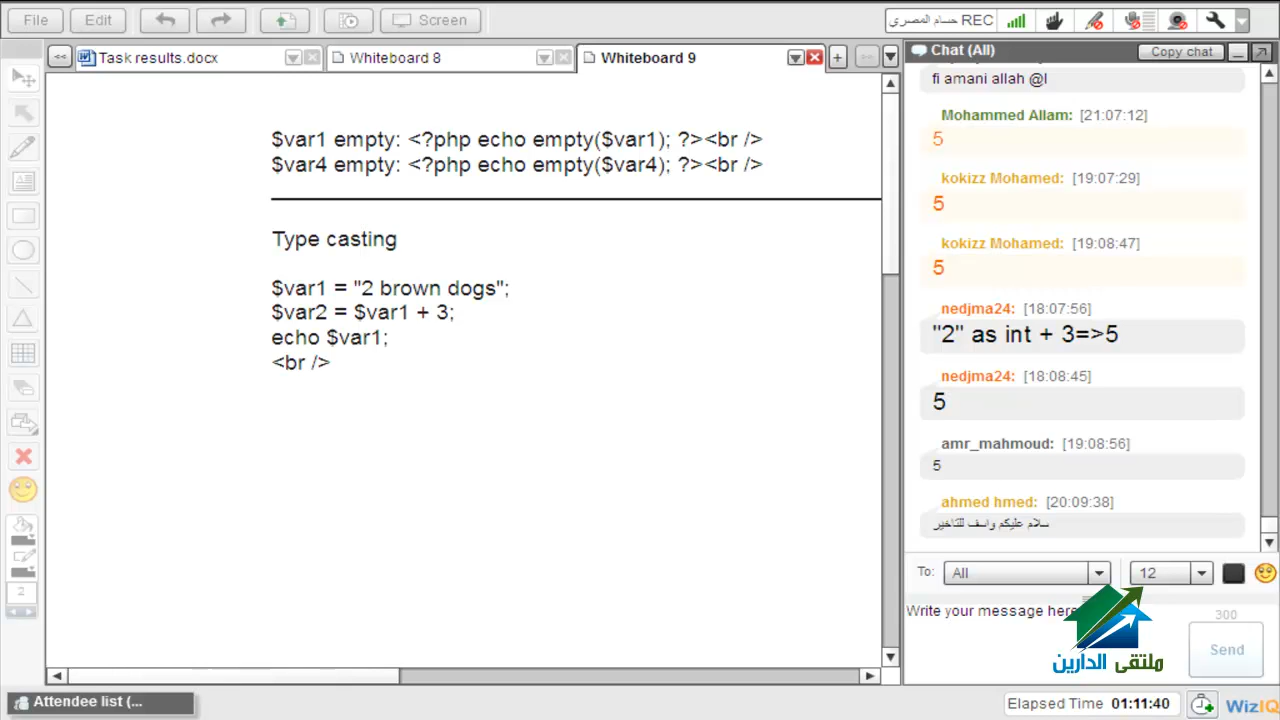 File Edit Screen
حسام المصري REC
<< Task results.docx Whiteboard 8 Whiteboard 9
$var1 empty: <?php echo empty($var1); ?><br />
$var4 empty: <?php echo empty($var4); ?><br />
Type casting
$var1 = "2 brown dogs";
$var2 = $var1 + 3;
echo $var1;
<br />
2
Chat (All) Copy chat
fi amani allah @l
Mohammed Allam: [21:07:12]
5
kokizz Mohamed: [19:07:29]
5
kokizz Mohamed: [19:08:47]
5
nedjma24: [18:07:56]
"2" as int + 3=>5
nedjma24: [18:08:45]
5
amr_mahmoud: [19:08:56]
5
ahmed hmed: [20:09:38]
سلام عليكم واسف للتاخير
To: All 12
Write your message here
300
Send
ملتقى الدارين
Attendee list (...
Elapsed Time 01:11:40
WizIQ